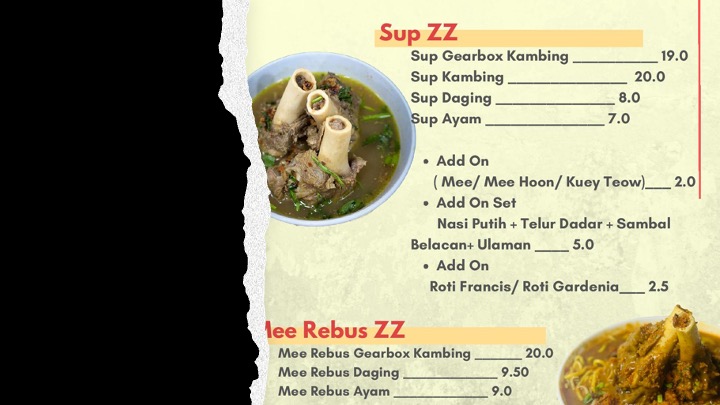 Sup ZZ
Sup Gearbox Kambing __________ 19.0
Sup Kambing ______________ 20.0
Sup Daging ______________ 8.0
Sup Ayam ______________ 7.0
• Add On
( Mee/ Mee Hoon/ Kuey Teow)___ 2.0
• Add On Set
Nasi Putih + Telur Dadar + Sambal
Belacan+ Ulaman ____ 5.0
• Add On
Roti Francis/ Roti Gardenia___ 2.5
Mee Rebus ZZ
Mee Rebus Gearbox Kambing ______ 20.0
Mee Rebus Daging ____________ 9.50
Mee Rebus Ayam _______________ 9.0